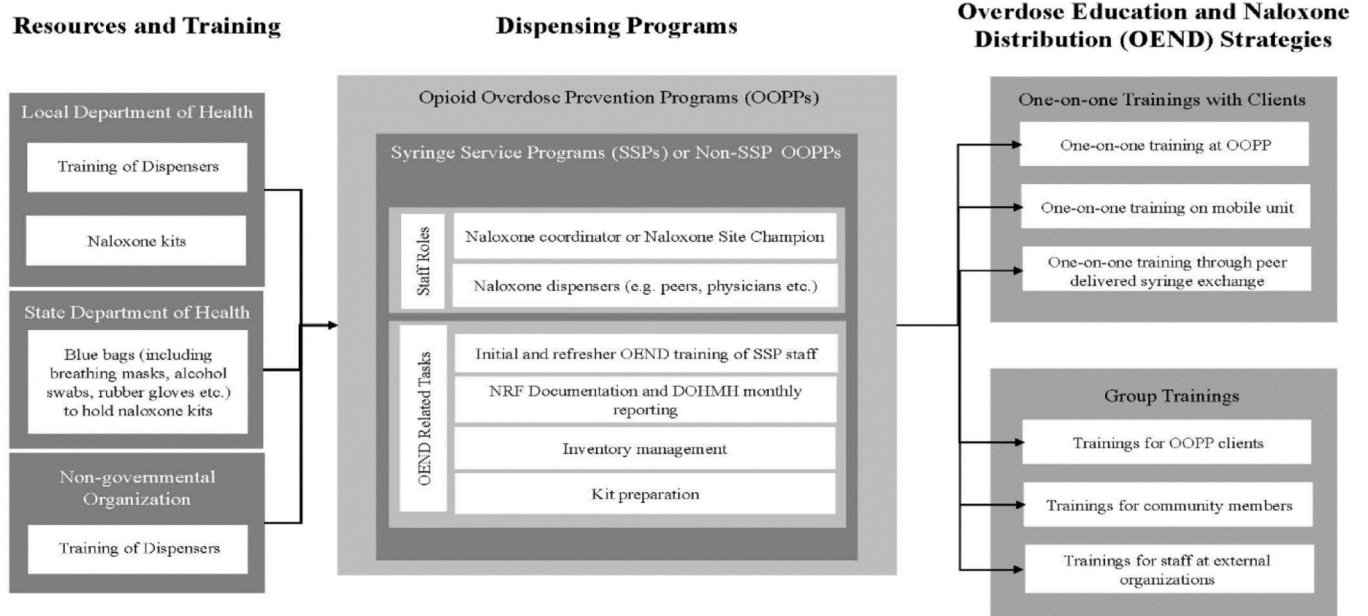 Resources and Training
Local Department of Health
Training of Dispensers
Naloxone kits
State Department of Health
Blue bags (including
breathing masks, alcohol
swabs, rubber gloves etc.)
to hold naloxone kits
Non-governmental
Organization
Training of Dispensers
Dispensing Programs
Opioid Overdose Prevention Programs (OOPPs)
Syringe Service Programs (SSPs) or Non-SSP OOPPs
Staff Roles
Naloxone coordinator or Naloxone Site Champion
Naloxone dispensers (e.g. peers, physicians etc.)
OEND Related Tasks
Initial and refresher OEND training of SSP staff
NRF Documentation and DOHMH monthly
reporting
Inventory management
Kit preparation
Overdose Education and Naloxone
Distribution (OEND) Strategies
One-on-one Trainings with Clients
One-on-one training at OOPP
One-on-one training on mobile unit
One-on-one training through peer
delivered syringe exchange
Group Trainings
Trainings for OOPP clients
Trainings for community members
Trainings for staff at external
organizations